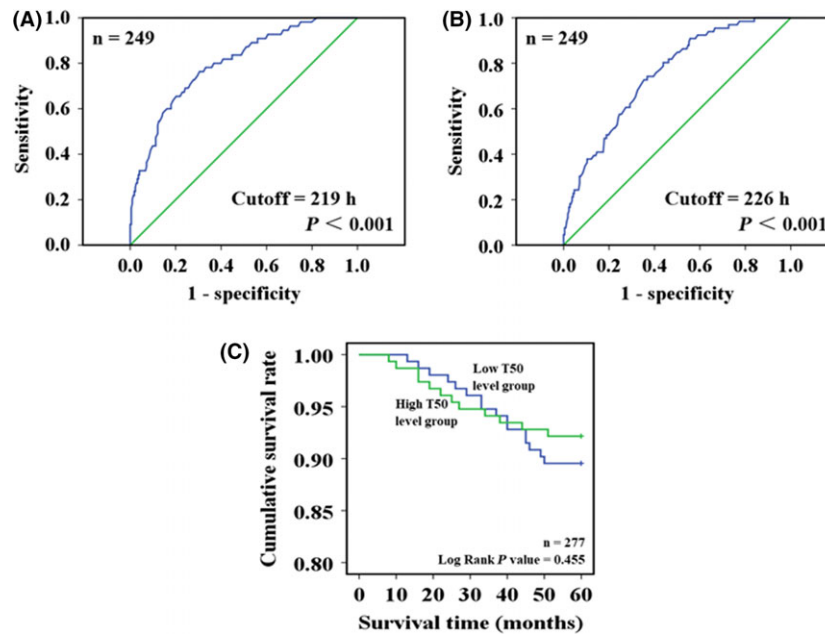 (A)
n = 249
1.0
0.8
0.6
0.4
0.2
0.0
Sensitivity
Cutoff = 219 h
P < 0.001
0.0 0.2 0.4 0.6 0.8 1.0
1 - specificity
(B)
n = 249
1.0
0.8
0.6
0.4
0.2
0.0
Sensitivity
Cutoff = 226 h
P < 0.001
0.0 0.2 0.4 0.6 0.8 1.0
1 - specificity
(C)
1.00
0.95
0.90
0.85
0.80
Cumulative survival rate
Low T50
level group
High T50
level group
n = 277
Log Rank P value = 0.455
0 10 20 30 40 50 60
Survival time (months)